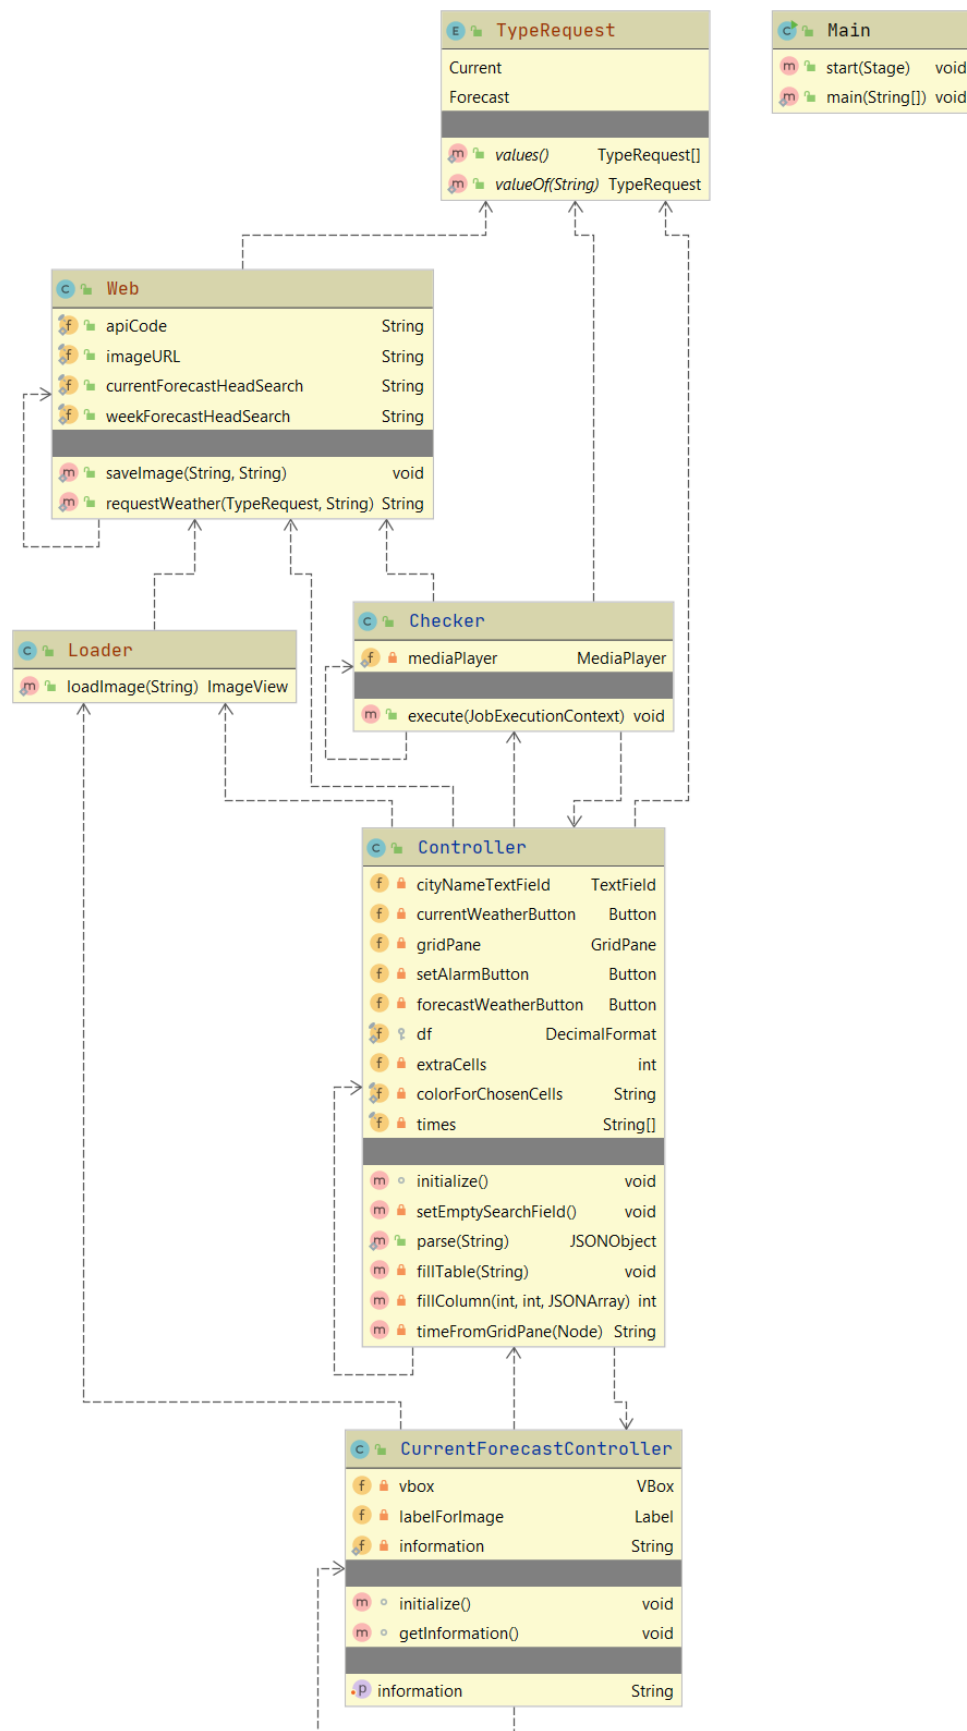 TypeRequest
Current
Forecast
values() TypeRequest[]
valueOf(String) TypeRequest
Main
start(Stage) void
main(String[]) void
Web
apiCode String
imageURL String
currentForecastHeadSearch String
weekForecastHeadSearch String
saveImage(String, String) void
requestWeather(TypeRequest, String) String
Loader
loadImage(String) ImageView
Checker
mediaPlayer MediaPlayer
execute(JobExecutionContext) void
Controller
cityNameTextField TextField
currentWeatherButton Button
gridPane GridPane
setAlarmButton Button
forecastWeatherButton Button
df DecimalFormat
extraCells int
colorForChosenCells String
times String[]
initialize() void
setEmptySearchField() void
parse(String) JSONObject
fillTable(String) void
fillColumn(int, int, JSONArray) int
timeFromGridPane(Node) String
CurrentForecastController
vbox VBox
labelForImage Label
information String
initialize() void
getInformation() void
information String